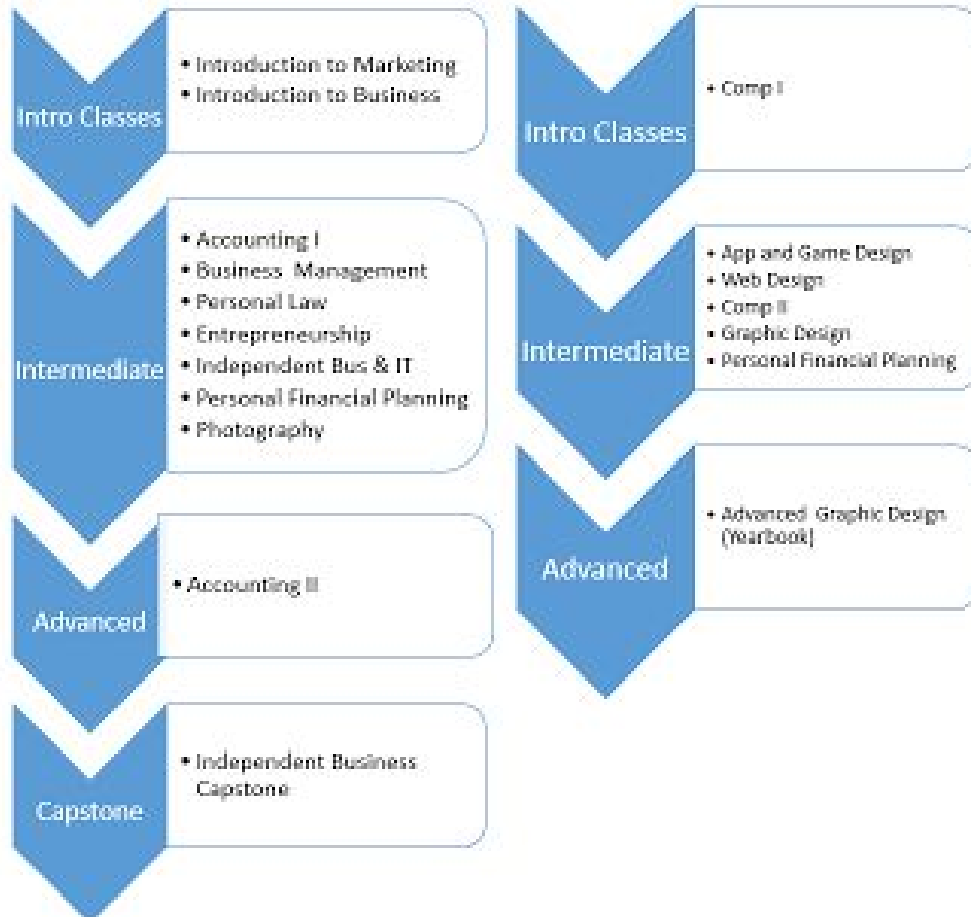 Intro Classes
• Introduction to Marketing
• Introduction to Business
Intermediate
• Accounting I
• Business Management
• Personal Law
• Entrepreneurship
• Independent Bus & IT
• Personal Financial Planning
• Photography
Advanced
• Accounting II
Capstone
• Independent Business
Capstone
Intro Classes
• Comp I
Intermediate
• App and Game Design
• Web Design
• Comp II
• Graphic Design
• Personal Financial Planning
Advanced
• Advanced Graphic Design
(Yearbook)